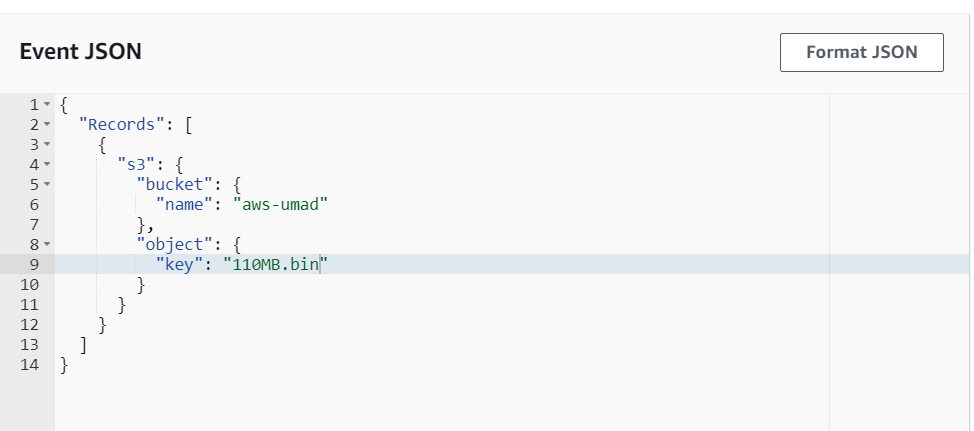 Event JSON
Format JSON
1 {
2 "Records": [
3 {
4 "s3": {
5 "bucket": {
6 "name": "aws-umad"
7 },
8 "object": {
9 "key": "110MB.bin"
10 }
11 }
12 }
13 ]
14 }